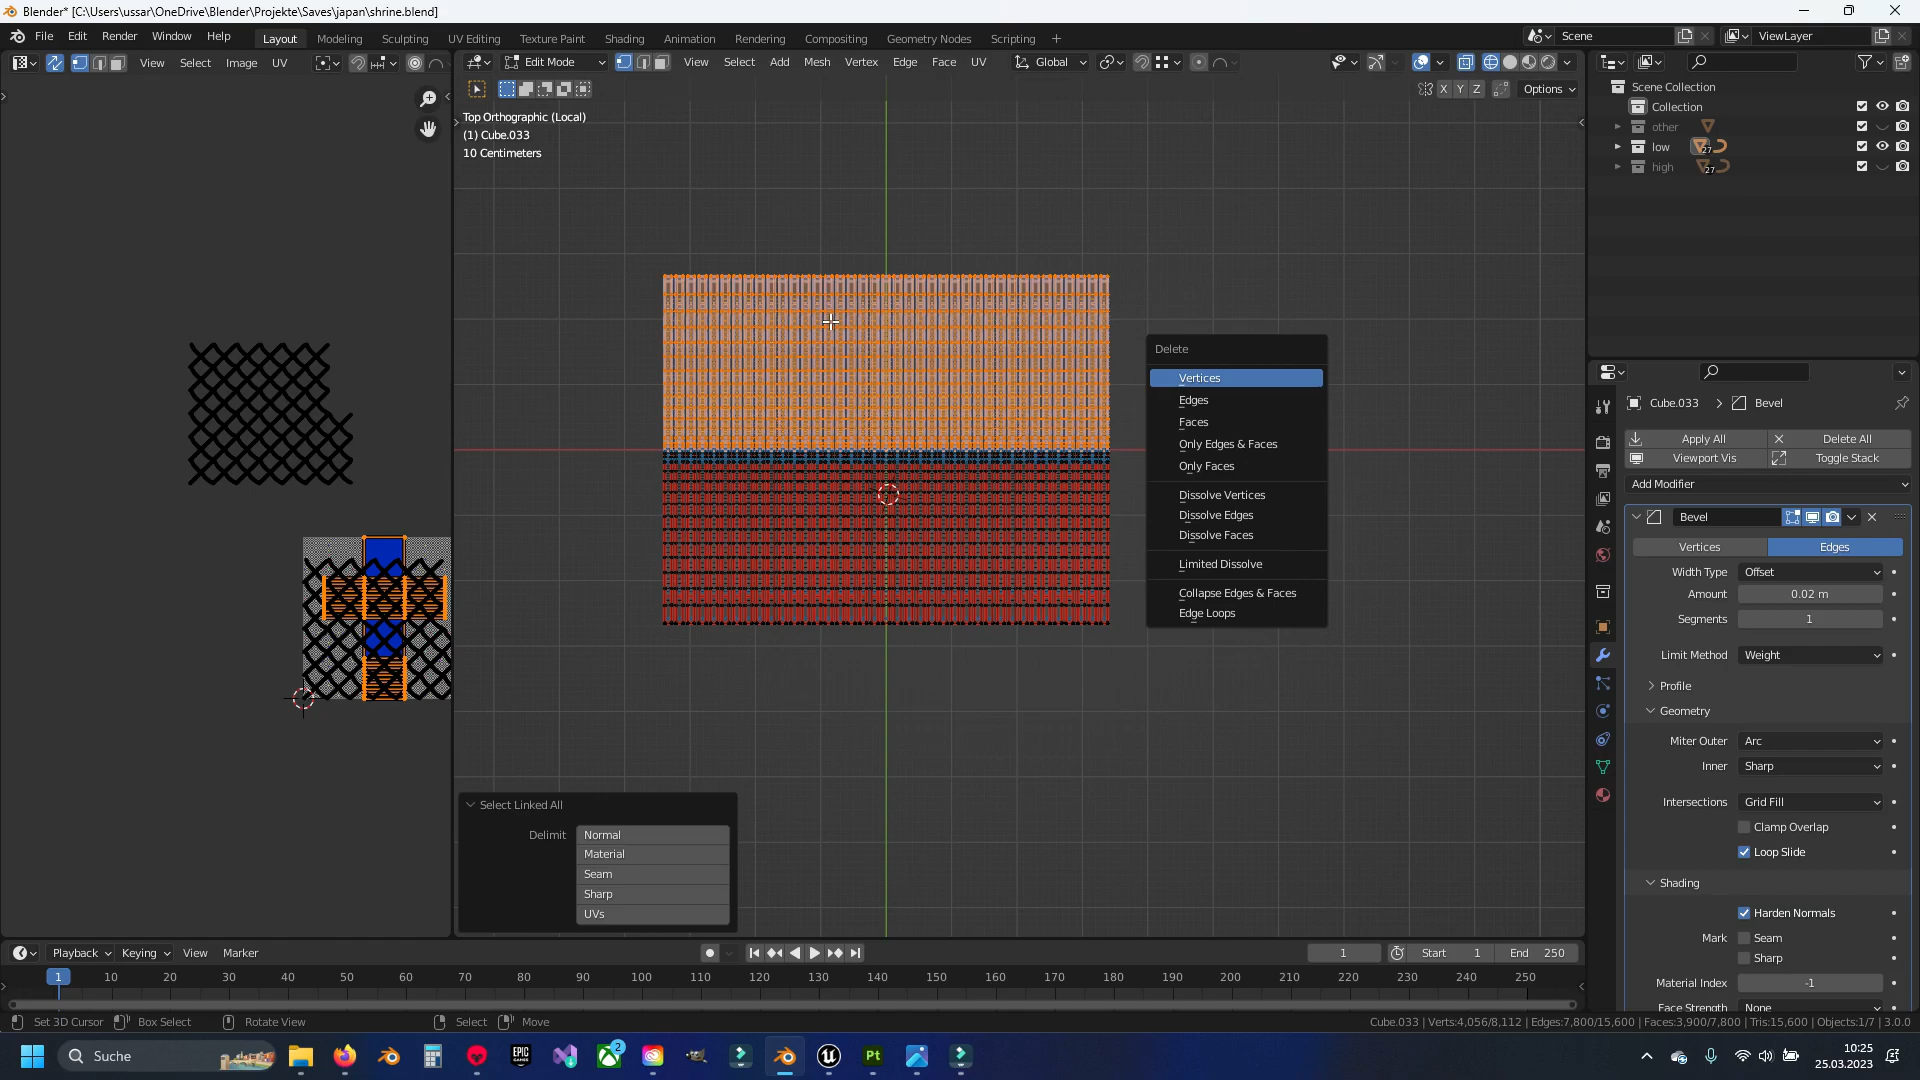 Blender* [C:\Users\ussar\OneDrive\Blender\Projekte\Saves\japan\shrine.blend]
File Edit Render Window Help Layout Modeling Sculpting UV Editing Texture Paint Shading Animation Rendering Compositing Geometry Nodes Scripting + Scene ViewLayer
View Select Image UV Edit Mode View Select Add Mesh Vertex Edge Face UV Global
X Y Z Options
Top Orthographic (Local)
(1) Cube.033
10 Centimeters
Scene Collection
Collection
other
low 27
high 27
Delete
Vertices
Edges
Faces
Only Edges & Faces
Only Faces
Dissolve Vertices
Dissolve Edges
Dissolve Faces
Limited Dissolve
Collapse Edges & Faces
Edge Loops
Cube.033 > Bevel
Apply All Delete All
Viewport Vis Toggle Stack
Add Modifier
Bevel
Vertices Edges
Width Type Offset
Amount 0.02 m
Segments 1
Limit Method Weight
Profile
Geometry
Miter Outer Arc
Inner Sharp
Intersections Grid Fill
Clamp Overlap
Loop Slide
Shading
Harden Normals
Mark Seam
Sharp
Material Index -1
Face Strength None
Select Linked All
Delimit Normal
Material
Seam
Sharp
UVs
Playback Keying View Marker 1 Start 1 End 250
1 10 20 30 40 50 60 70 80 90 100 110 120 130 140 150 160 170 180 190 200 210 220 230 240 250
Set 3D Cursor Box Select Rotate View Select Move Cube.033 | Verts:4,056/8,112 | Edges:7,800/15,600 | Faces:3,900/7,800 | Tris:15,600 | Objects:1/7 | 3.0.0
Suche EPIC GAMES 2 Pt 10:25
25.03.2023